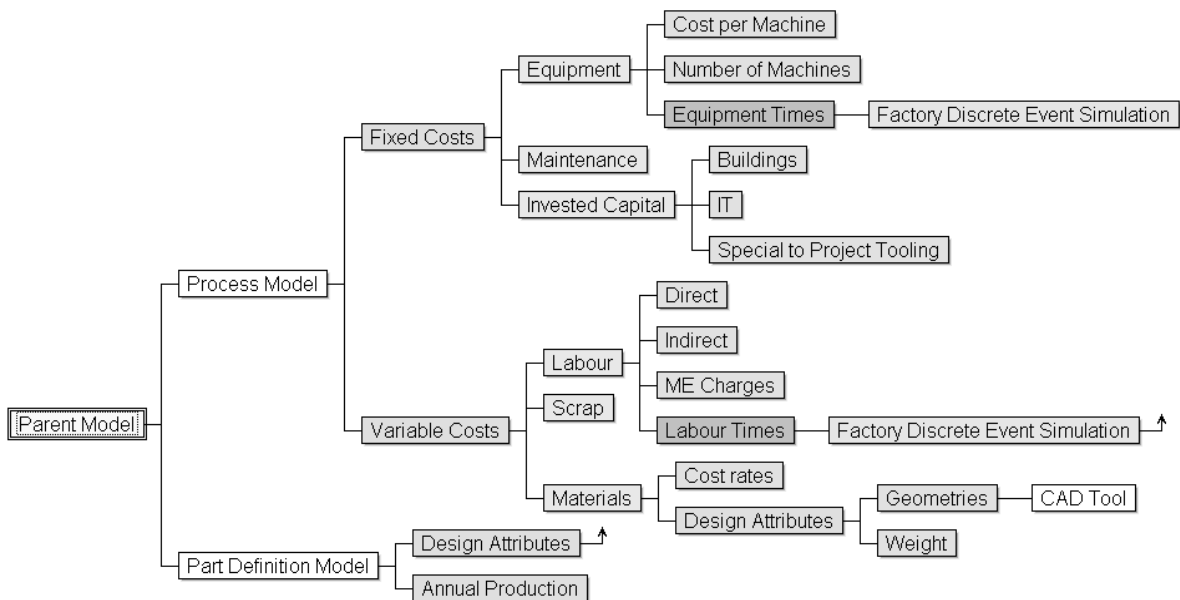 Cost per Machine
Equipment
Number of Machines
Equipment Times
Factory Discrete Event Simulation
Fixed Costs
Maintenance
Buildings
Invested Capital
IT
Special to Project Tooling
Process Model
Direct
Indirect
Labour
ME Charges
Scrap
Parent Model
Variable Costs
Labour Times
Factory Discrete Event Simulation
Cost rates
Materials
Geometries
CAD Tool
Design Attributes
Weight
Design Attributes
Part Definition Model
Annual Production